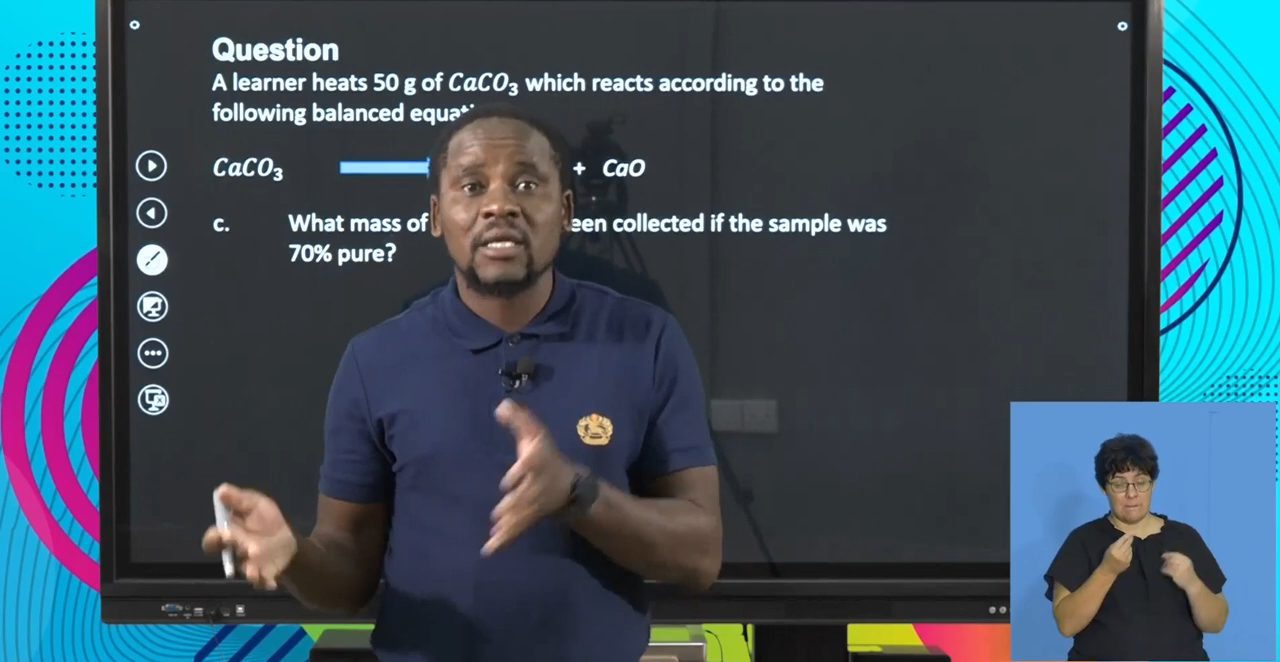 Question
A learner heats 50 g of CaCO₃ which reacts according to the
following balanced
CaCO₃ + CaO
c. What mass of collected if the sample was
70% pure?